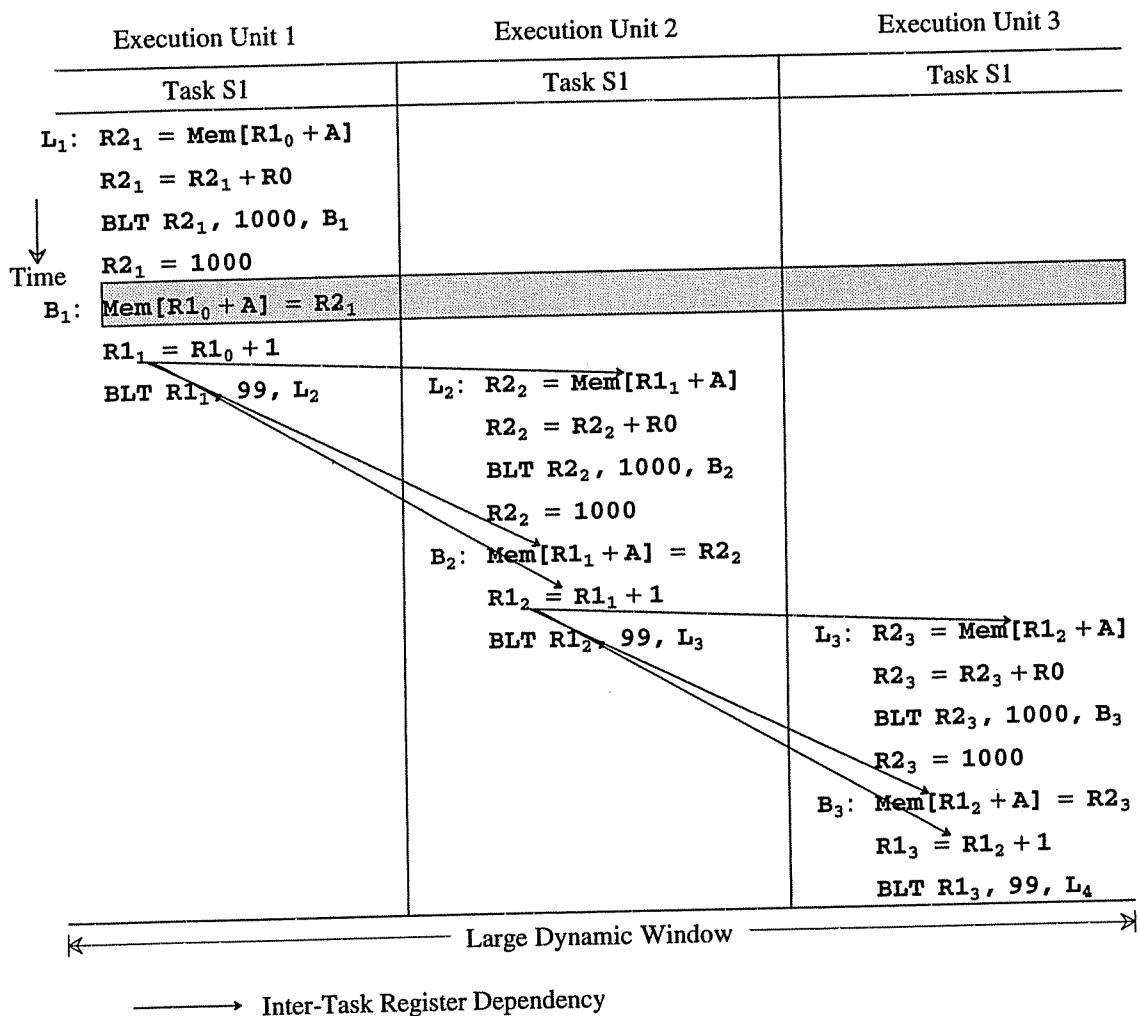 Execution Unit 1 Execution Unit 2 Execution Unit 3
Task S1 Task S1 Task S1
L₁: R2₁ = Mem[R1₀ + A]
R2₁ = R2₁ + R0
BLT R2₁, 1000, B₁
R2₁ = 1000
Time
B₁: Mem[R1₀ + A] = R2₁
R1₁ = R1₀ + 1
BLT R1₁, 99, L₂
L₂: R2₂ = Mem[R1₁ + A]
R2₂ = R2₂ + R0
BLT R2₂, 1000, B₂
R2₂ = 1000
B₂: Mem[R1₁ + A] = R2₂
R1₂ = R1₁ + 1
BLT R1₂, 99, L₃
L₃: R2₃ = Mem[R1₂ + A]
R2₃ = R2₃ + R0
BLT R2₃, 1000, B₃
R2₃ = 1000
B₃: Mem[R1₂ + A] = R2₃
R1₃ = R1₂ + 1
BLT R1₃, 99, L₄
Large Dynamic Window
Inter-Task Register Dependency